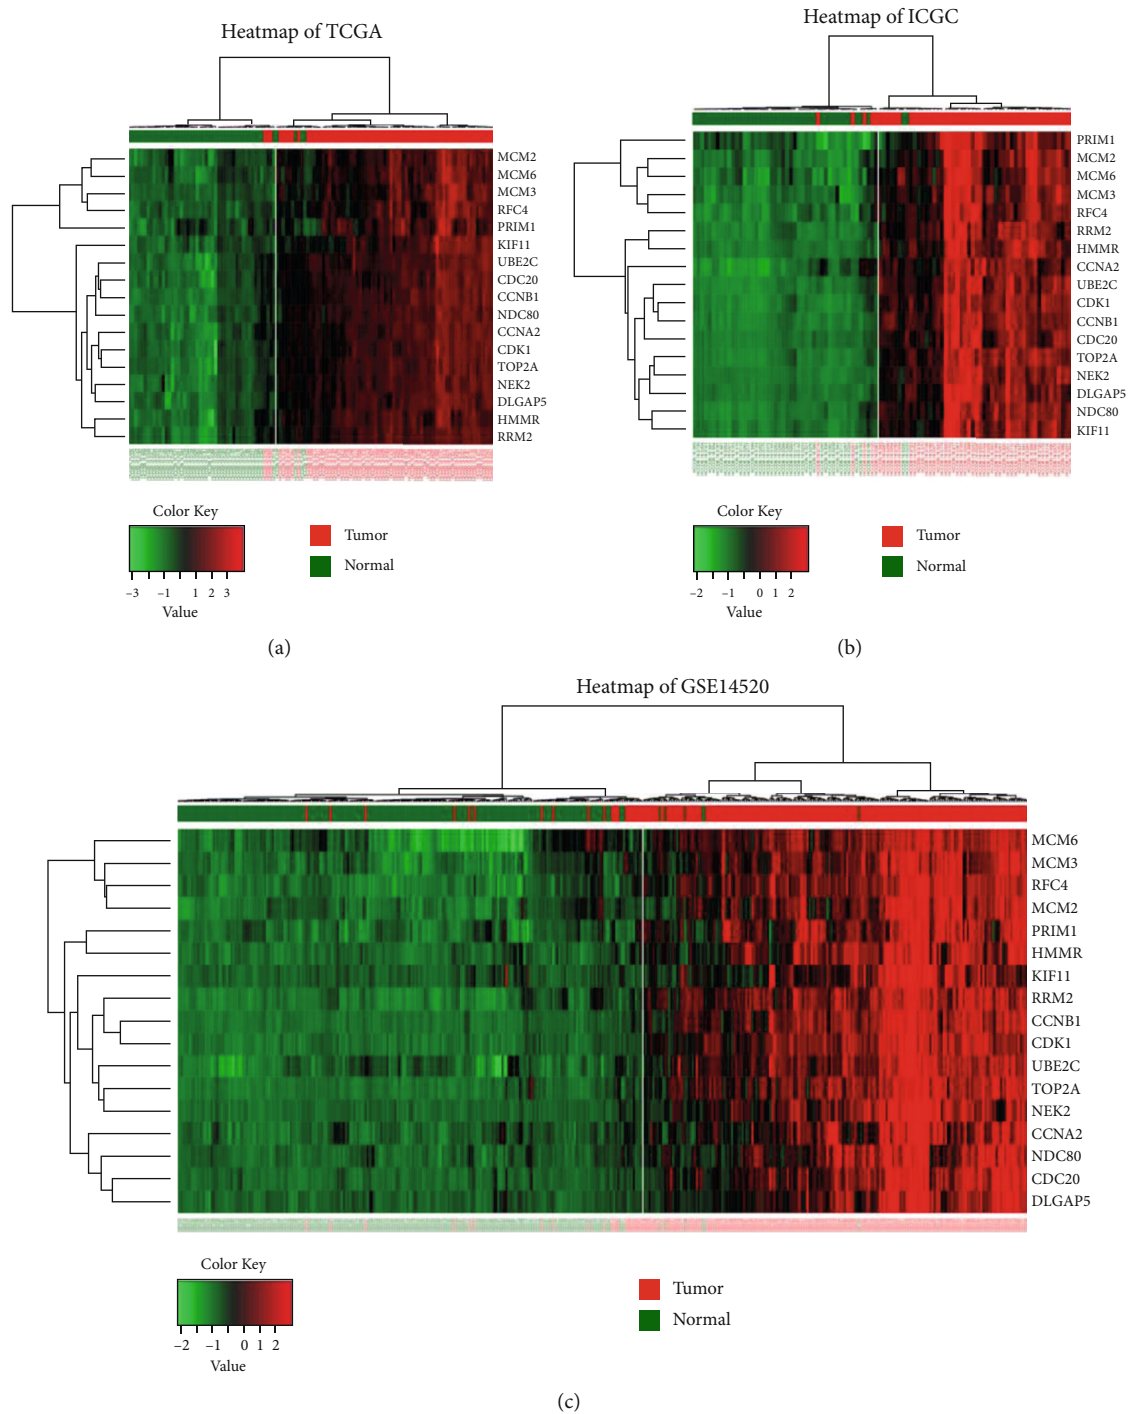 Heatmap of TCGA
MCM2
MCM6
MCM3
RFC4
PRIM1
KIF11
UBE2C
CDC20
CCNB1
NDC80
CCNA2
CDK1
TOP2A
NEK2
DLGAP5
HMMR
RRM2
Color Key
–3 –1 1 2 3
Value
Tumor
Normal
(a)
Heatmap of ICGC
PRIM1
MCM2
MCM6
MCM3
RFC4
RRM2
HMMR
CCNA2
UBE2C
CDK1
CCNB1
CDC20
TOP2A
NEK2
DLGAP5
NDC80
KIF11
Color Key
–2 –1 0 1 2
Value
Tumor
Normal
(b)
Heatmap of GSE14520
MCM6
MCM3
RFC4
MCM2
PRIM1
HMMR
KIF11
RRM2
CCNB1
CDK1
UBE2C
TOP2A
NEK2
CCNA2
NDC80
CDC20
DLGAP5
Color Key
–2 –1 0 1 2
Value
Tumor
Normal
(c)